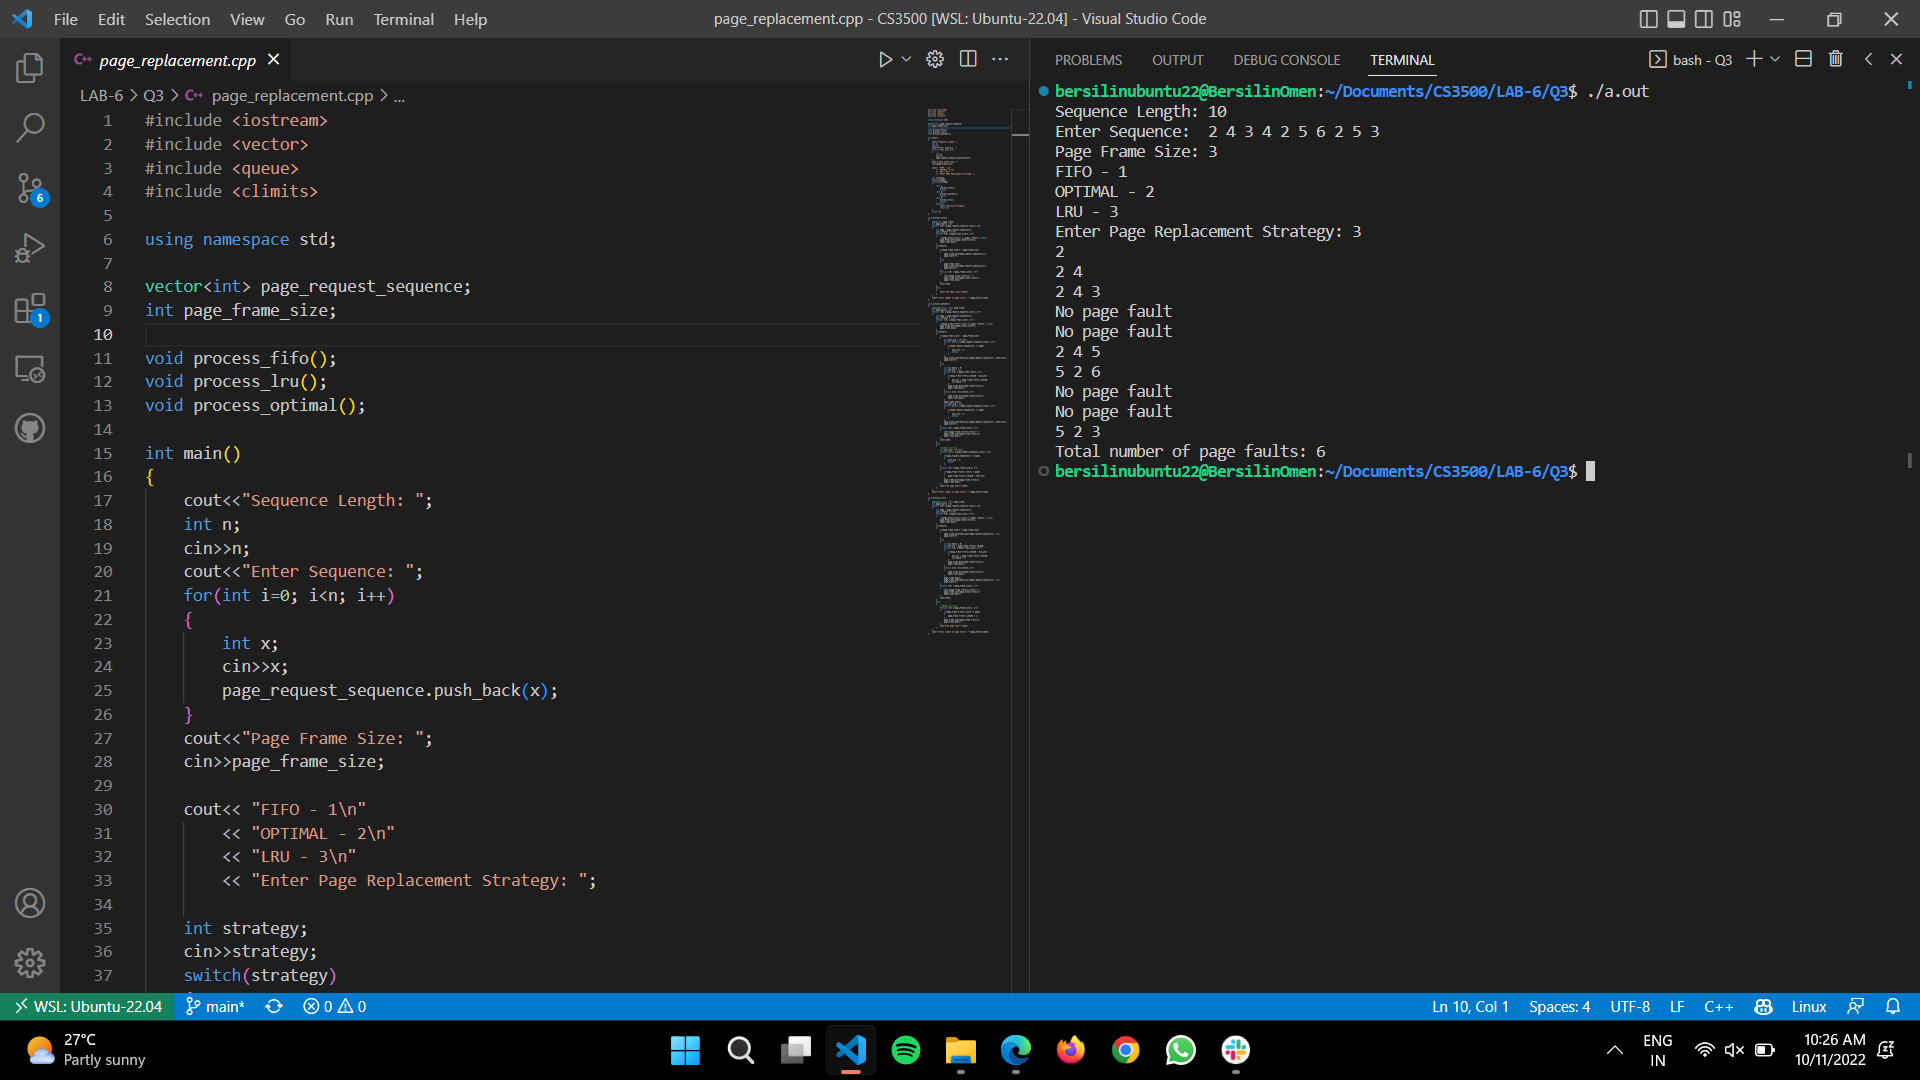 File Edit Selection View Go Run Terminal Help
page_replacement.cpp - CS3500 [WSL: Ubuntu-22.04] - Visual Studio Code
C++ page_replacement.cpp
LAB-6 > Q3 > C++ page_replacement.cpp > ...
1 #include <iostream>
2 #include <vector>
3 #include <queue>
4 #include <climits>
5
6 using namespace std;
7
8 vector<int> page_request_sequence;
9 int page_frame_size;
10
11 void process_fifo();
12 void process_lru();
13 void process_optimal();
14
15 int main()
16 {
17 cout<<"Sequence Length: ";
18 int n;
19 cin>>n;
20 cout<<"Enter Sequence: ";
21 for(int i=0; i<n; i++)
22 {
23 int x;
24 cin>>x;
25 page_request_sequence.push_back(x);
26 }
27 cout<<"Page Frame Size: ";
28 cin>>page_frame_size;
29
30 cout<< "FIFO - 1\n"
31 << "OPTIMAL - 2\n"
32 << "LRU - 3\n"
33 << "Enter Page Replacement Strategy: ";
34
35 int strategy;
36 cin>>strategy;
37 switch(strategy)
PROBLEMS OUTPUT DEBUG CONSOLE TERMINAL
bash - Q3
bersilinubuntu22@BersilinOmen:~/Documents/CS3500/LAB-6/Q3$ ./a.out
Sequence Length: 10
Enter Sequence:  2 4 3 4 2 5 6 2 5 3
Page Frame Size: 3
FIFO - 1
OPTIMAL - 2
LRU - 3
Enter Page Replacement Strategy: 3
2
2 4
2 4 3
No page fault
No page fault
2 4 5
5 2 6
No page fault
No page fault
5 2 3
Total number of page faults: 6
bersilinubuntu22@BersilinOmen:~/Documents/CS3500/LAB-6/Q3$
6
1
WSL: Ubuntu-22.04 main* 0 0
Ln 10, Col 1 Spaces: 4 UTF-8 LF C++ Linux
27°C
Partly sunny
ENG
IN
10:26 AM
10/11/2022